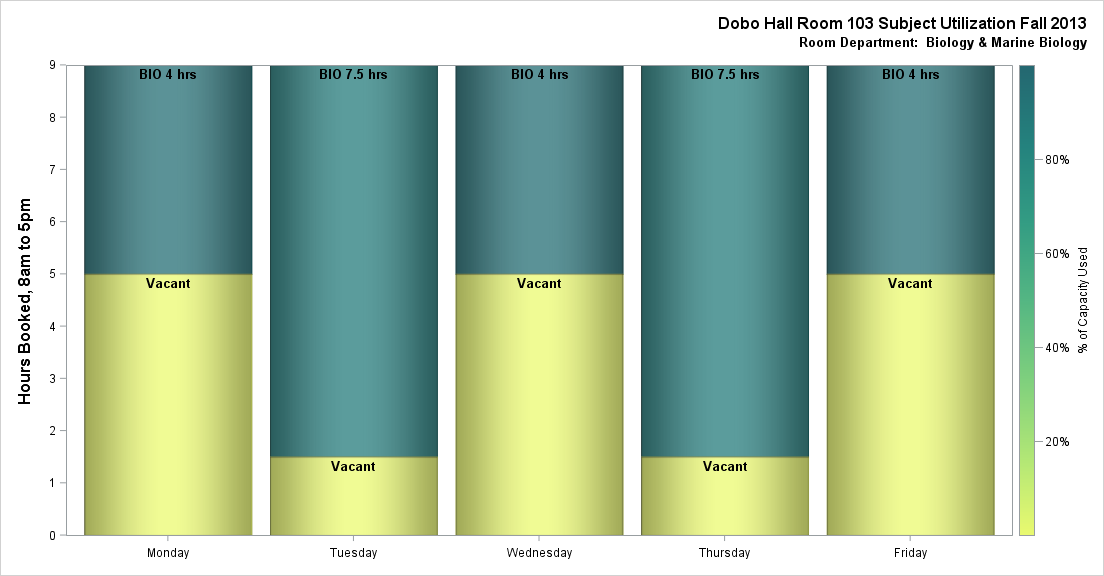 Dobo Hall Room 103 Subject Utilization Fall 2013
Room Department: Biology & Marine Biology
Hours Booked, 8am to 5pm
9
8
7
6
5
4
3
2
1
0
BIO 4 hrs
BIO 7.5 hrs
BIO 4 hrs
BIO 7.5 hrs
BIO 4 hrs
Vacant
Vacant
Vacant
Vacant
Vacant
Monday
Tuesday
Wednesday
Thursday
Friday
80%
60%
40%
20%
% of Capacity Used